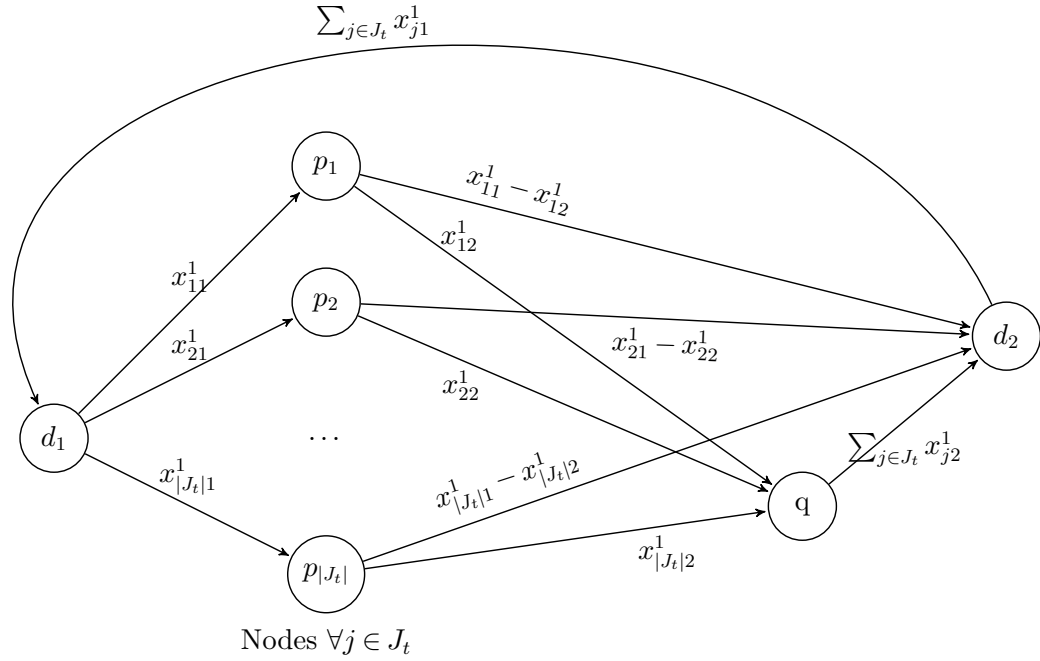 ∑_{j∈J_t} x^1_{j1}
p_1
x^1_{11} − x^1_{12}
x^1_{12}
x^1_{11}
p_2
x^1_{21}
x^1_{21} − x^1_{22}
d_2
x^1_{22}
d_1
...
∑_{j∈J_t} x^1_{j2}
x^1_{|J_t|1}
x^1_{|J_t|1} − x^1_{|J_t|2}
q
x^1_{|J_t|2}
p_{|J_t|}
Nodes ∀j ∈ J_t